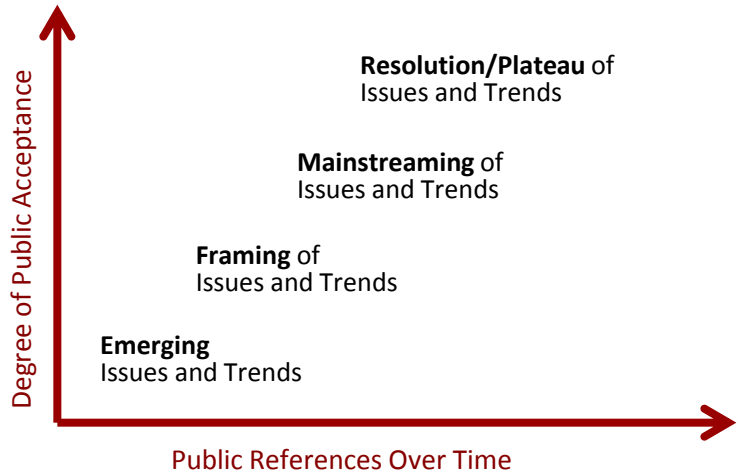 Resolution/Plateau of
Issues and Trends
Mainstreaming of
Issues and Trends
Framing of
Issues and Trends
Emerging
Issues and Trends
Degree of Public Acceptance
Public References Over Time